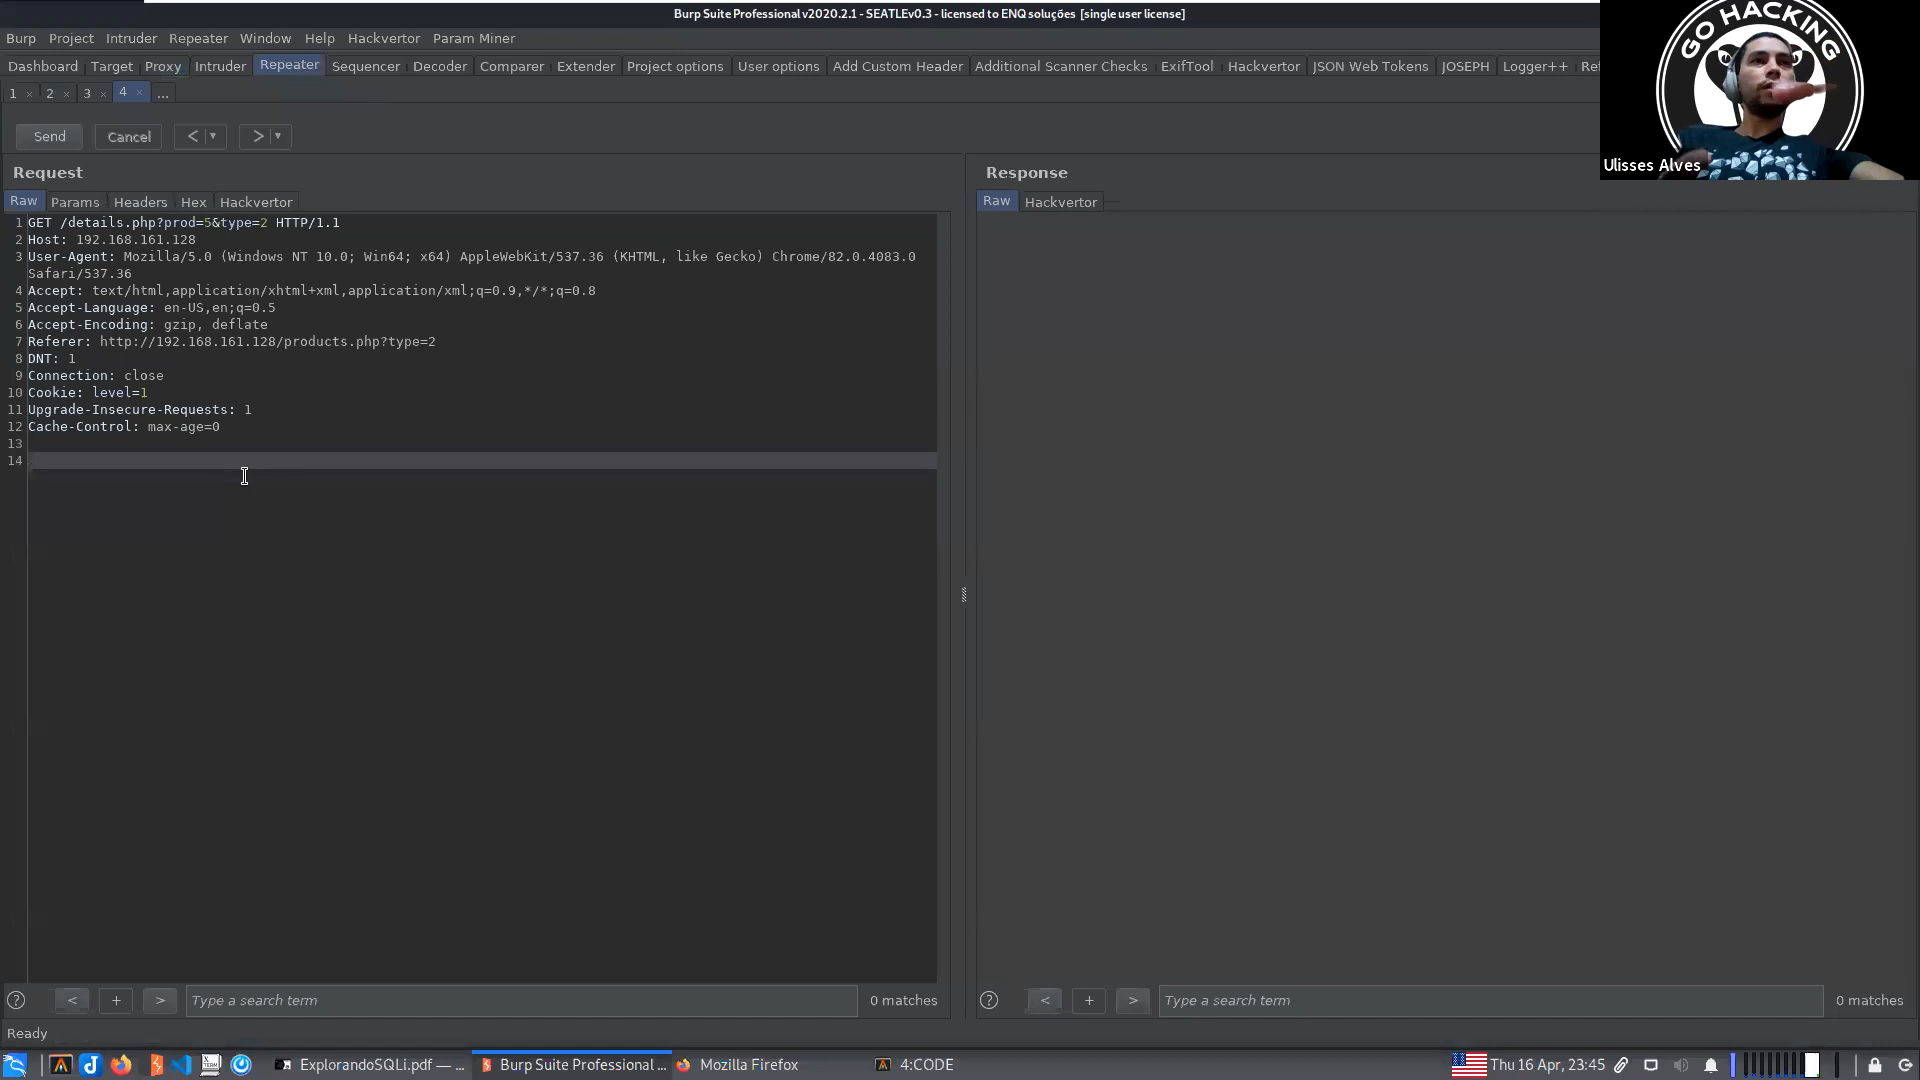 Burp Suite Professional v2020.2.1 - SEATLEv0.3 - licensed to ENQ soluções [single user license]
Burp Project Intruder Repeater Window Help Hackvertor Param Miner
Dashboard Target Proxy Intruder Repeater Sequencer Decoder Comparer Extender Project options User options Add Custom Header Additional Scanner Checks ExifTool Hackvertor JSON Web Tokens JOSEPH Logger++ Ref
GO HACKING
Ulisses Alves
1 × 2 × 3 × 4 × ...
Send Cancel < ▼ > ▼
Request
Raw Params Headers Hex Hackvertor
1 GET /details.php?prod=5&type=2 HTTP/1.1
2 Host: 192.168.161.128
3 User-Agent: Mozilla/5.0 (Windows NT 10.0; Win64; x64) AppleWebKit/537.36 (KHTML, like Gecko) Chrome/82.0.4083.0
Safari/537.36
4 Accept: text/html,application/xhtml+xml,application/xml;q=0.9,*/*;q=0.8
5 Accept-Language: en-US,en;q=0.5
6 Accept-Encoding: gzip, deflate
7 Referer: http://192.168.161.128/products.php?type=2
8 DNT: 1
9 Connection: close
10 Cookie: level=1
11 Upgrade-Insecure-Requests: 1
12 Cache-Control: max-age=0
13
14
? < + > Type a search term 0 matches
Response
Raw Hackvertor
? < + > Type a search term 0 matches
Ready
ExplorandoSQLi.pdf — ... Burp Suite Professional ... Mozilla Firefox 4:CODE Thu 16 Apr, 23:45